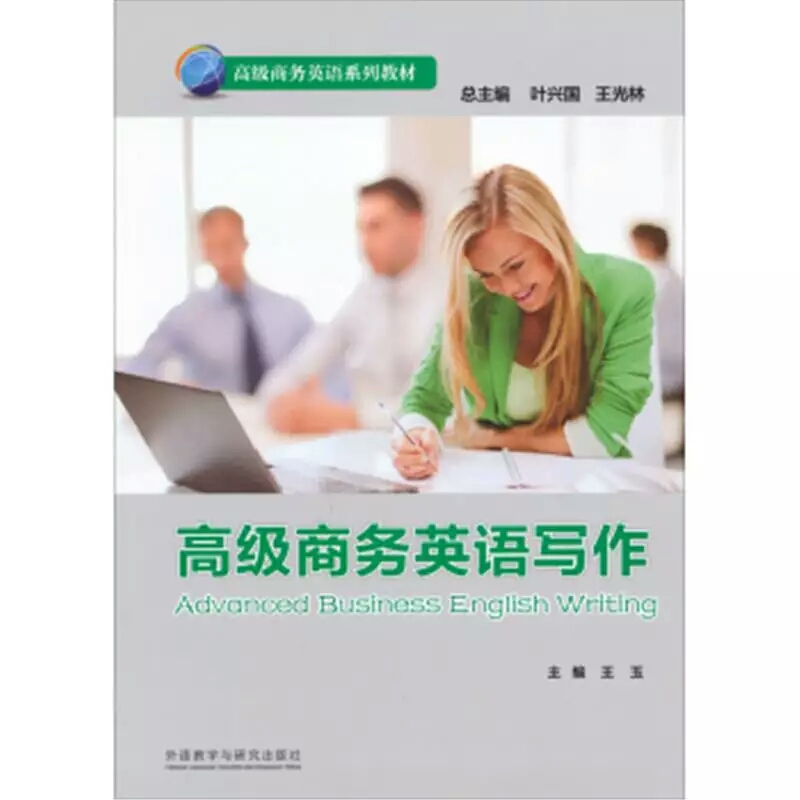 高级商务英语系列教材
总主编 叶兴国 王光林
高级商务英语写作
Advanced Business English Writing
主编 王玉
外语教学与研究出版社